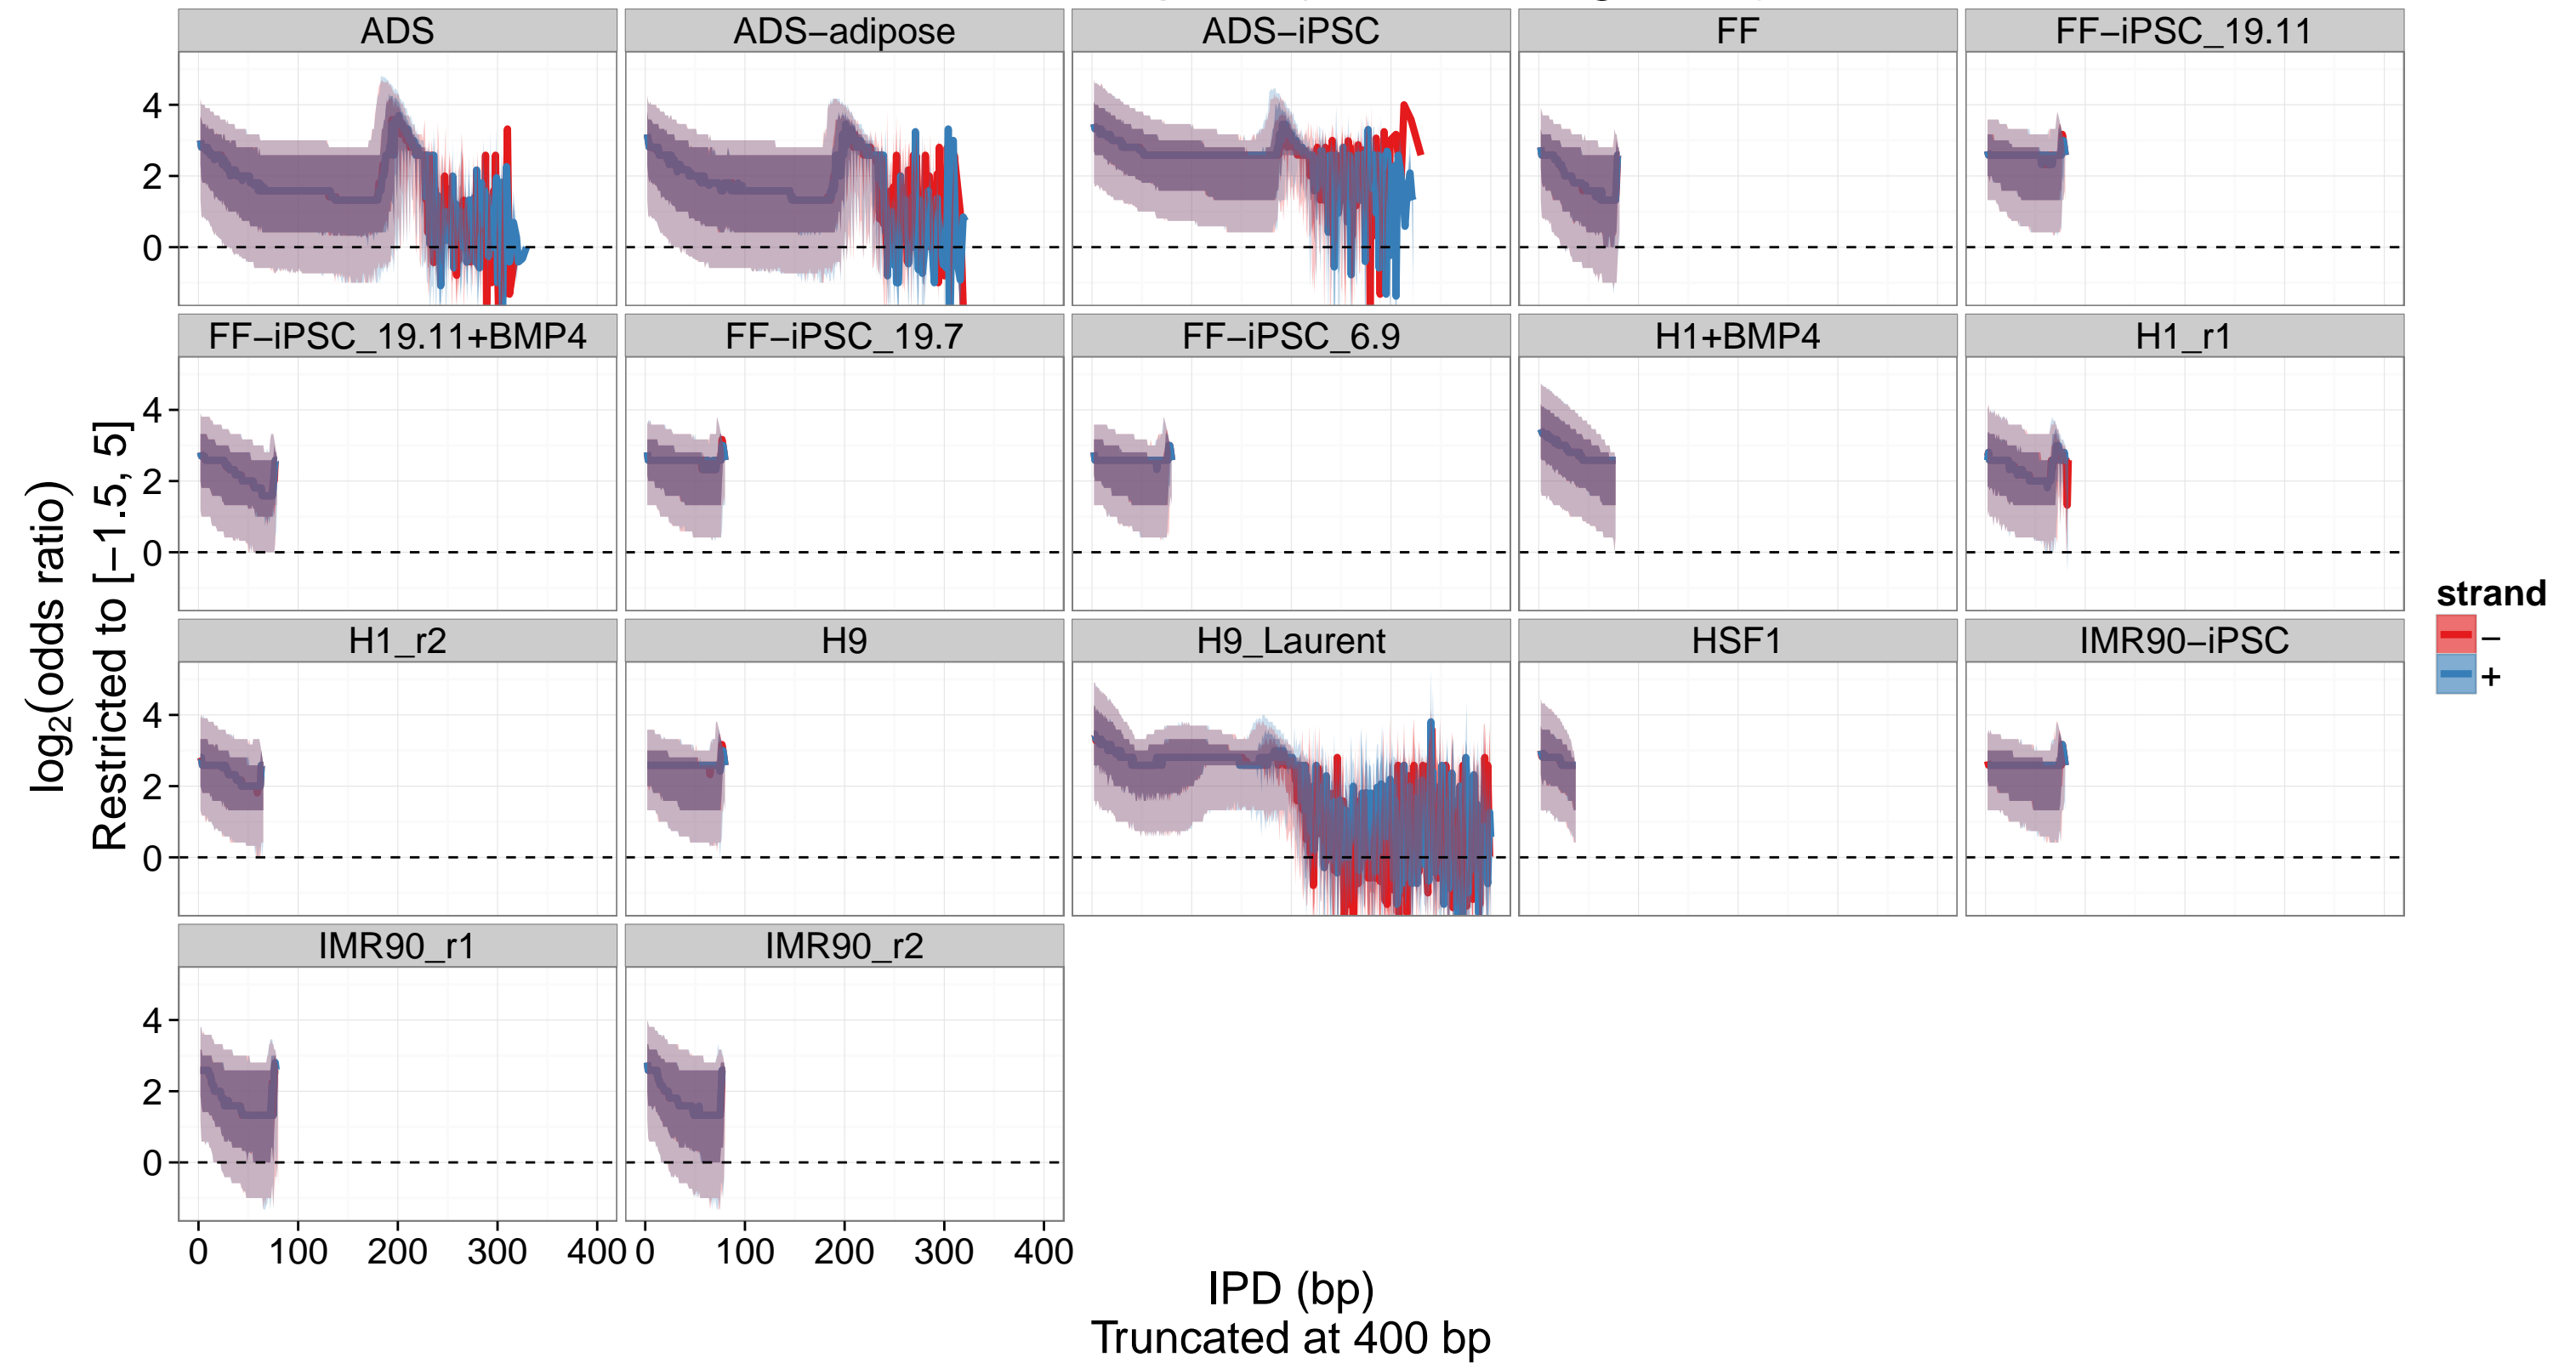 ADS ADS−adipose ADS−iPSC FF FF−iPSC_19.11
4
2
0
FF−iPSC_19.11+BMP4 FF−iPSC_19.7 FF−iPSC_6.9 H1+BMP4 H1_r1
4
2
0
log2(odds ratio)
Restricted to [−1.5, 5]
strand
−
+
H1_r2 H9 H9_Laurent HSF1 IMR90−iPSC
4
2
0
IMR90_r1 IMR90_r2
4
2
0
0 100 200 300 400 0 100 200 300 400
IPD (bp)
Truncated at 400 bp